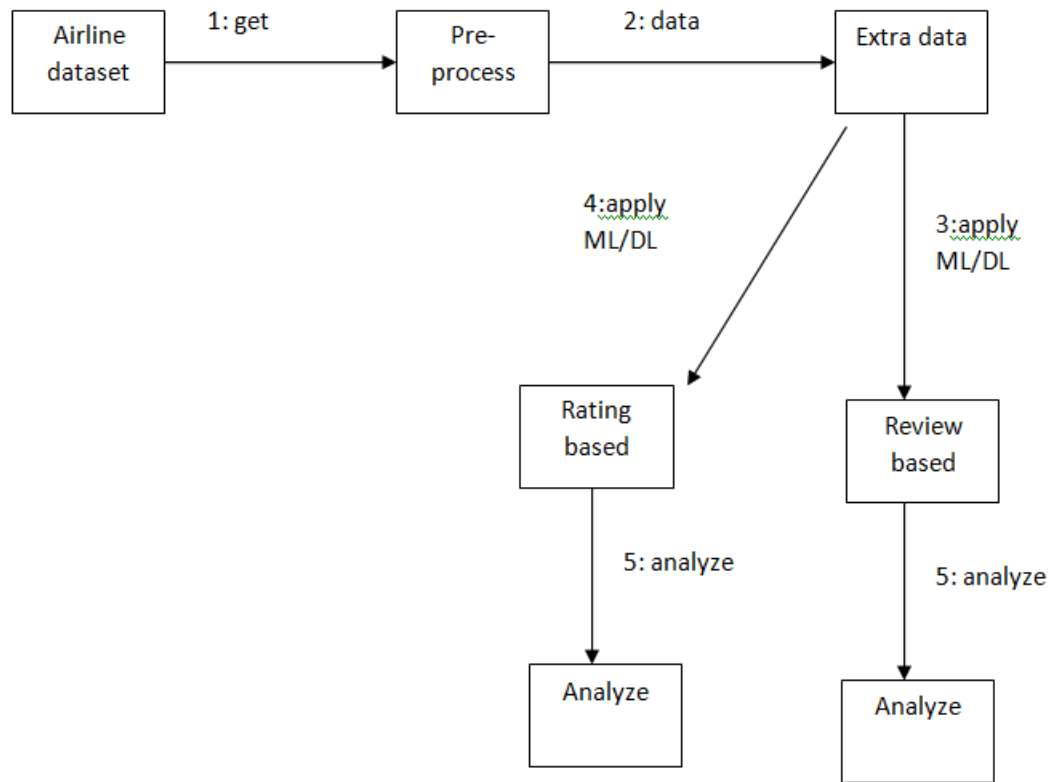 Airline
dataset
1: get
Pre-
process
2: data
Extra data
4:apply
ML/DL
3:apply
ML/DL
Rating
based
Review
based
5: analyze
5: analyze
Analyze
Analyze